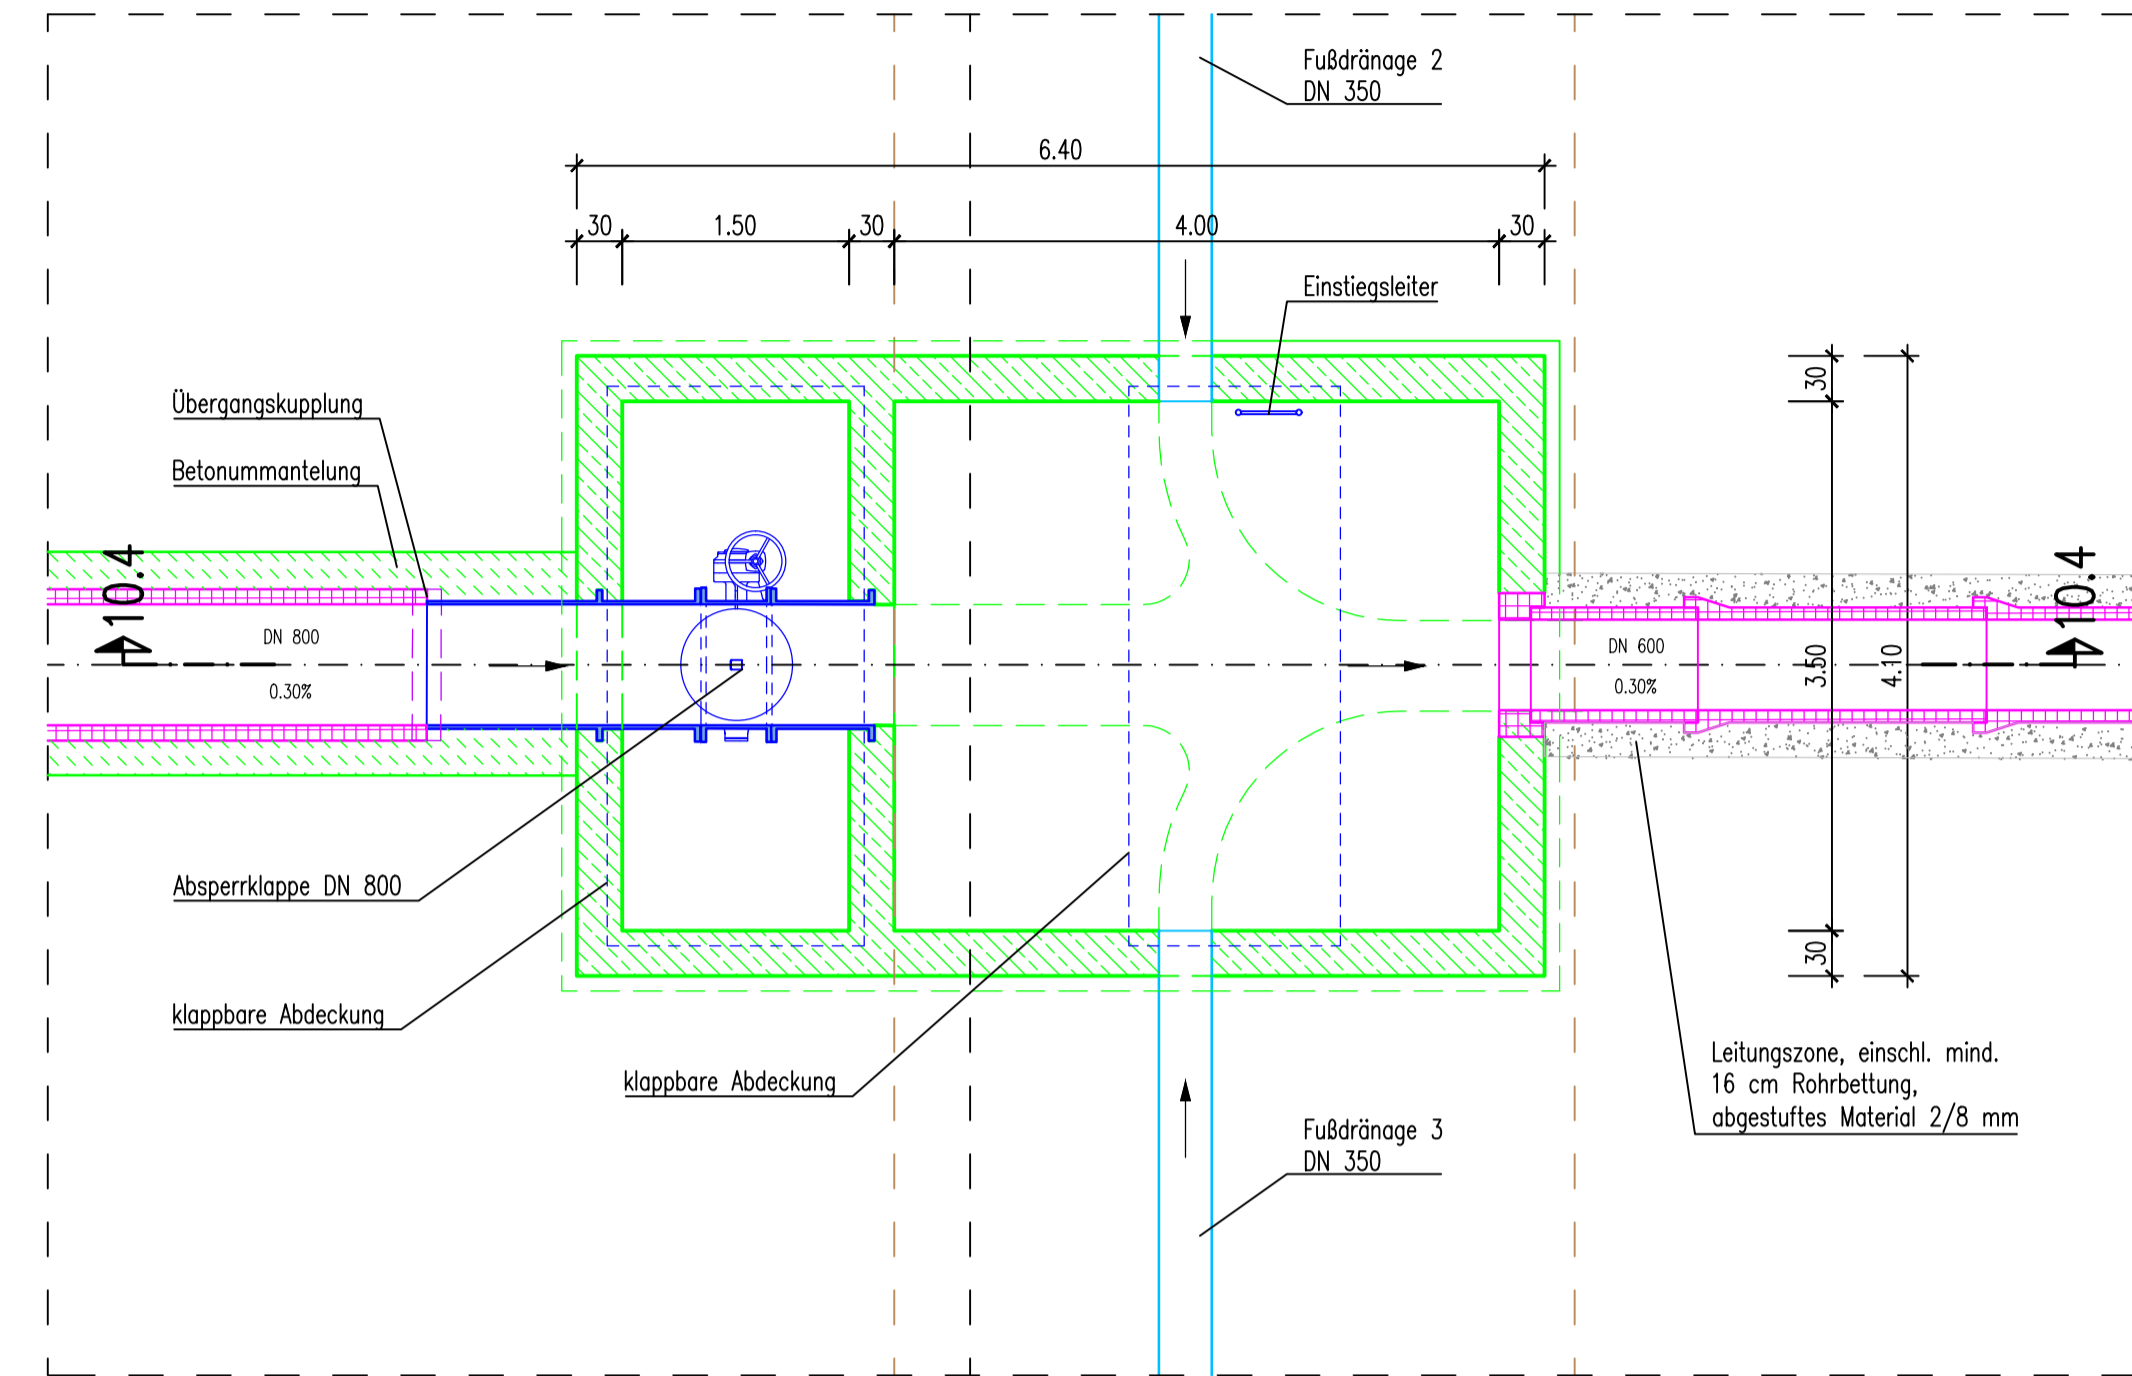 Fußdränage 2
DN 350
6.40
30
1.50
30
4.00
30
Einstiegsleiter
Übergangskupplung
Betonummantelung
30
10.4
DN 800
0.30%
DN 600
0.30%
3.50
4.10
10.4
Absperrklappe DN 800
klappbare Abdeckung
klappbare Abdeckung
30
Leitungszone, einschl. mind.
16 cm Rohrbettung,
abgestuftes Material 2/8 mm
Fußdränage 3
DN 350